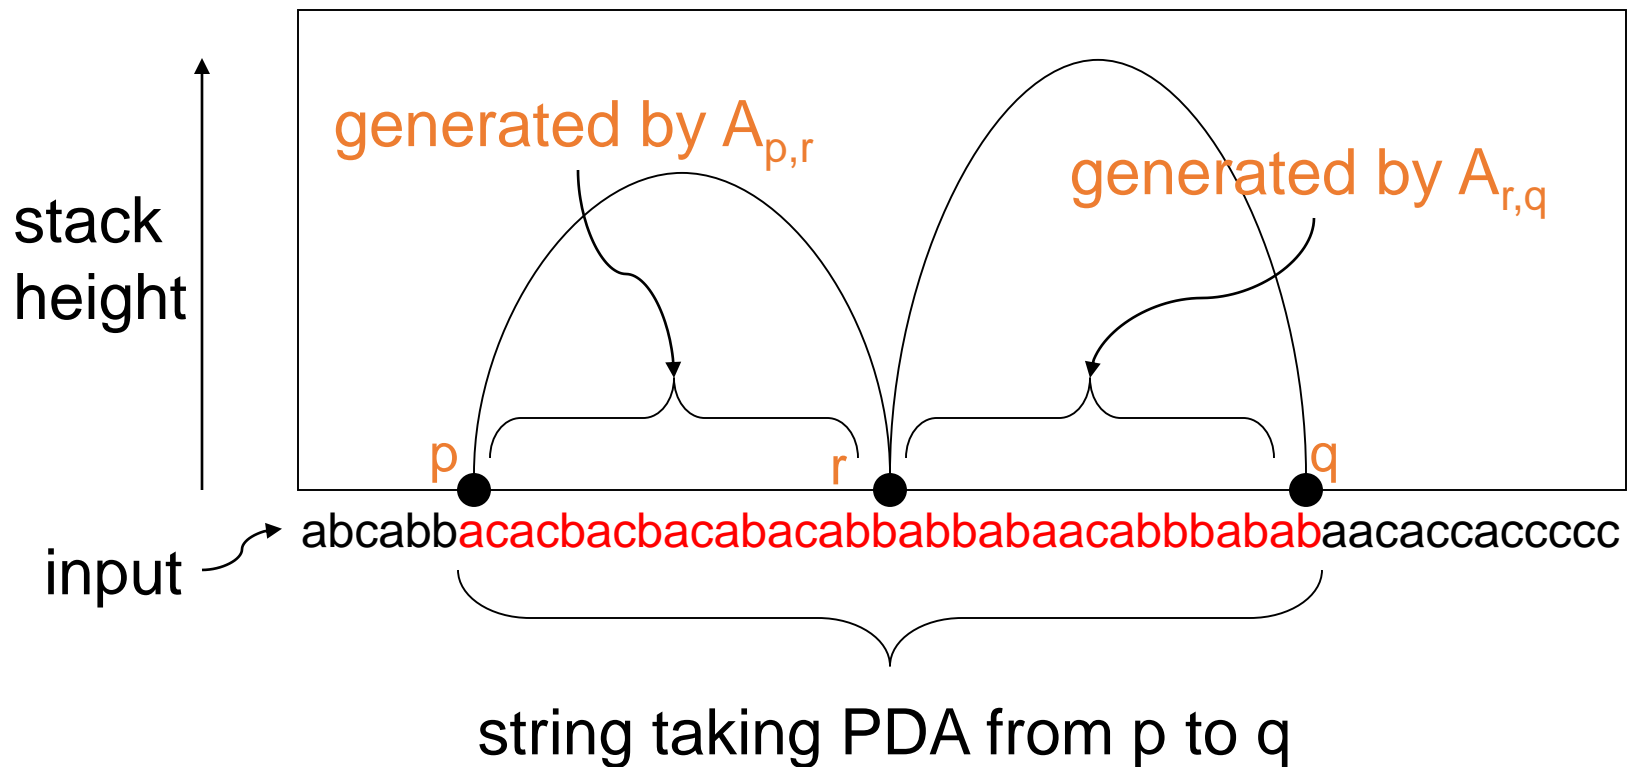 generated by Ap,r
generated by Ar,q
stack
height
p
r
q
abcabbacacbacbacabacabbabbabaacabbbababaacaccaccccc
input
string taking PDA from p to q